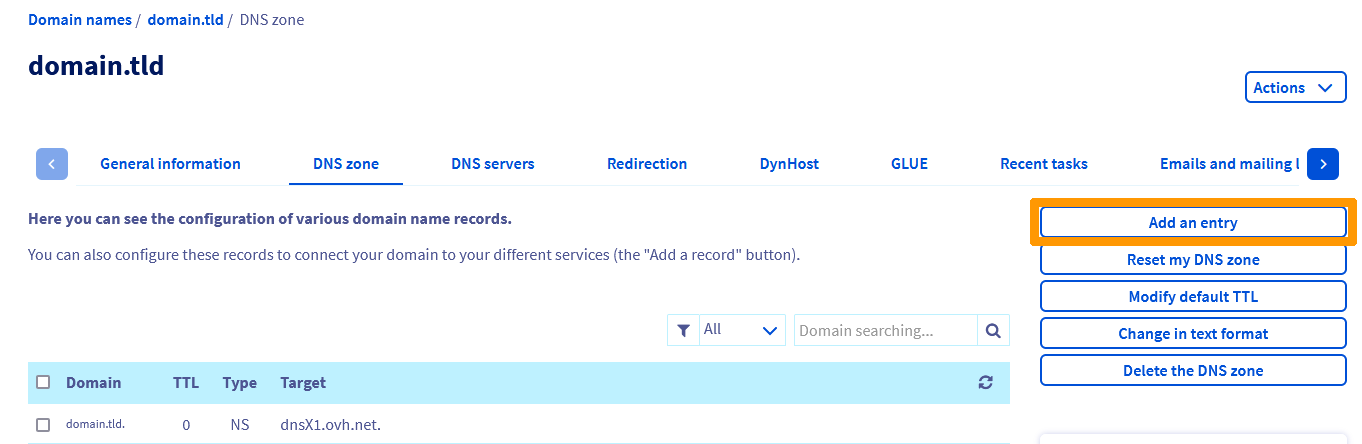 Domain names / domain.tld / DNS zone
domain.tld
Actions
General information DNS zone DNS servers Redirection DynHost GLUE Recent tasks Emails and mailing l
Here you can see the configuration of various domain name records.
You can also configure these records to connect your domain to your different services (the "Add a record" button).
Add an entry
Reset my DNS zone
Modify default TTL
Change in text format
Delete the DNS zone
All Domain searching...
Domain TTL Type Target
domain.tld. 0 NS dnsX1.ovh.net.